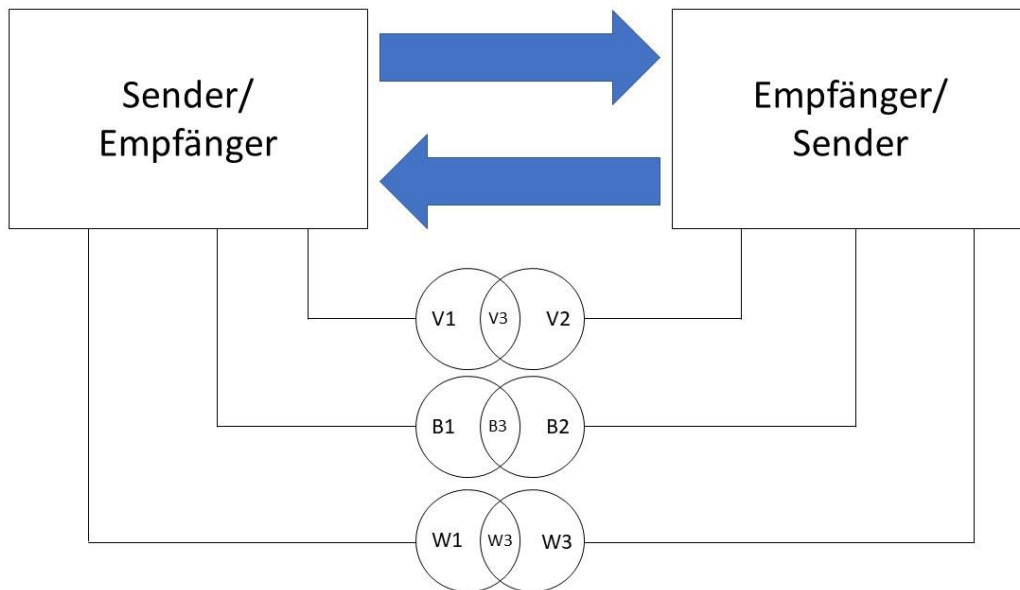 Sender/
Empfänger
Empfänger/
Sender
V1 V3 V2
B1 B3 B2
W1 W3 W3